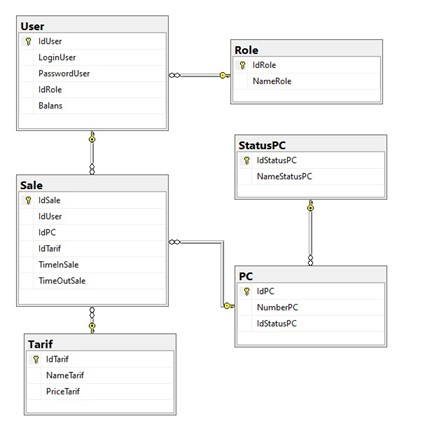 User
IdUser
LoginUser
PasswordUser
IdRole
Balans
Role
IdRole
NameRole
StatusPC
IdStatusPC
NameStatusPC
Sale
IdSale
IdUser
IdPC
IdTarif
TimeInSale
TimeOutSale
PC
IdPC
NumberPC
IdStatusPC
Tarif
IdTarif
NameTarif
PriceTarif